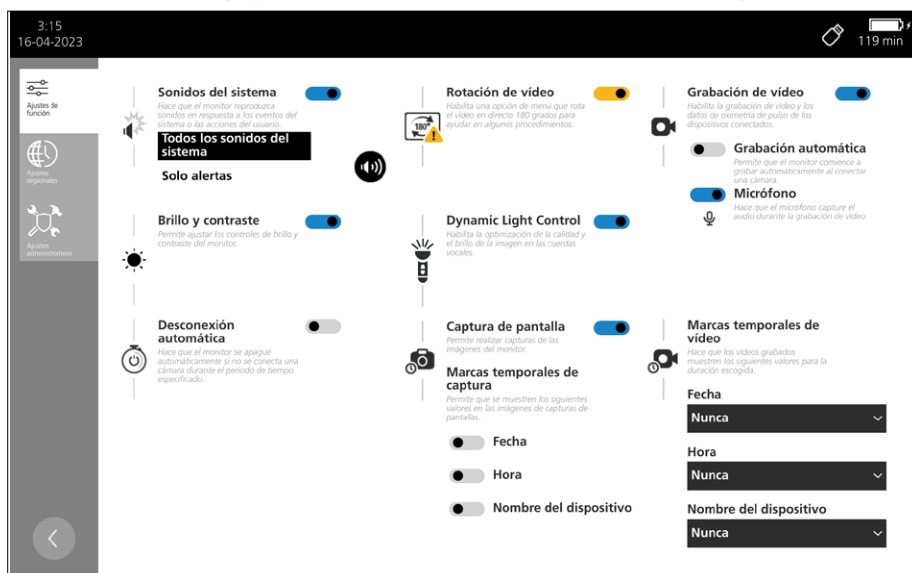 3:15
16-04-2023
119 min
Ajustes de
función
Ajustes
regionales
Ajustes
administrativos
Sonidos del sistema
Hace que el monitor reproduzca
sonidos en respuesta a los eventos del
sistema o las acciones del usuario.
Todos los sonidos del
sistema
Solo alertas
Brillo y contraste
Permite ajustar los controles de brillo y
contraste del monitor.
Desconexión
automática
Hace que el monitor se apague
automáticamente si no se conecta una
cámara durante el periodo de tiempo
especificado.
Rotación de vídeo
Habilita una opción de menú que rota
el vídeo en directo 180 grados para
ayudar en algunos procedimientos.
180°
Dynamic Light Control
Habilita la optimización de la calidad y
el brillo de la imagen en las cuerdas
vocales.
Captura de pantalla
Permite realizar capturas de las
imágenes del monitor.
Marcas temporales de
captura
Permite que se muestren los siguientes
valores en las imágenes de capturas de
pantallas.
Fecha
Hora
Nombre del dispositivo
Grabación de vídeo
Habilita la grabación de vídeo y los
datos de oximetría de pulso de los
dispositivos conectados.
Grabación automática
Permite que el monitor comience a
grabar automáticamente al conectar
una cámara.
Micrófono
Hace que el micrófono capture el
audio durante la grabación de vídeo.
Marcas temporales de
vídeo
Hace que los vídeos grabados
muestren los siguientes valores para la
duración escogida.
Fecha
Nunca
Hora
Nunca
Nombre del dispositivo
Nunca